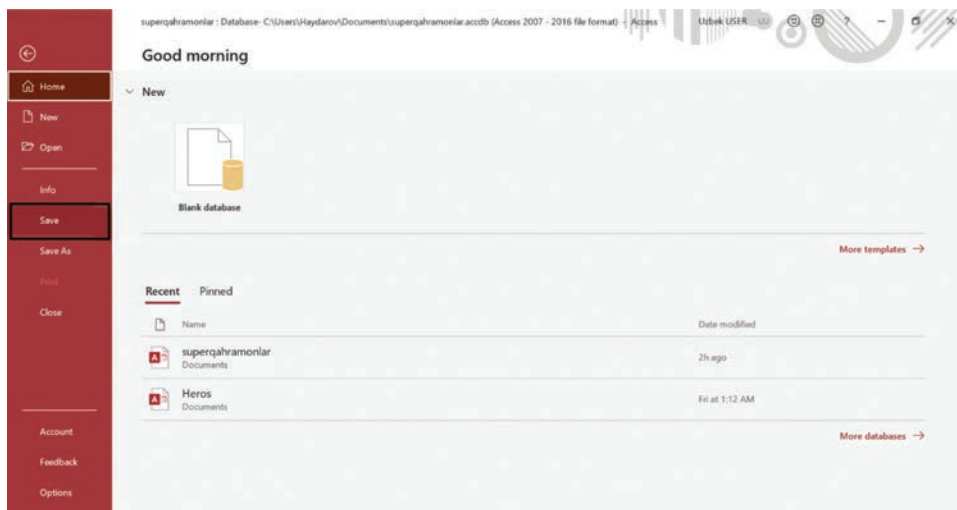 superqahramonlar : Database- C:\Users\Haydarov\Documents\superqahramonlar.accdb (Access 2007 - 2016 file format) - Access Uzbek USER UU ?
Good morning
Home
New
Open
Info
Save
Save As
Print
Close
Account
Feedback
Options
New
Blank database
More templates
Recent Pinned
Name Date modified
superqahramonlar
Documents
2h ago
Heros
Documents
Fri at 1:12 AM
More databases